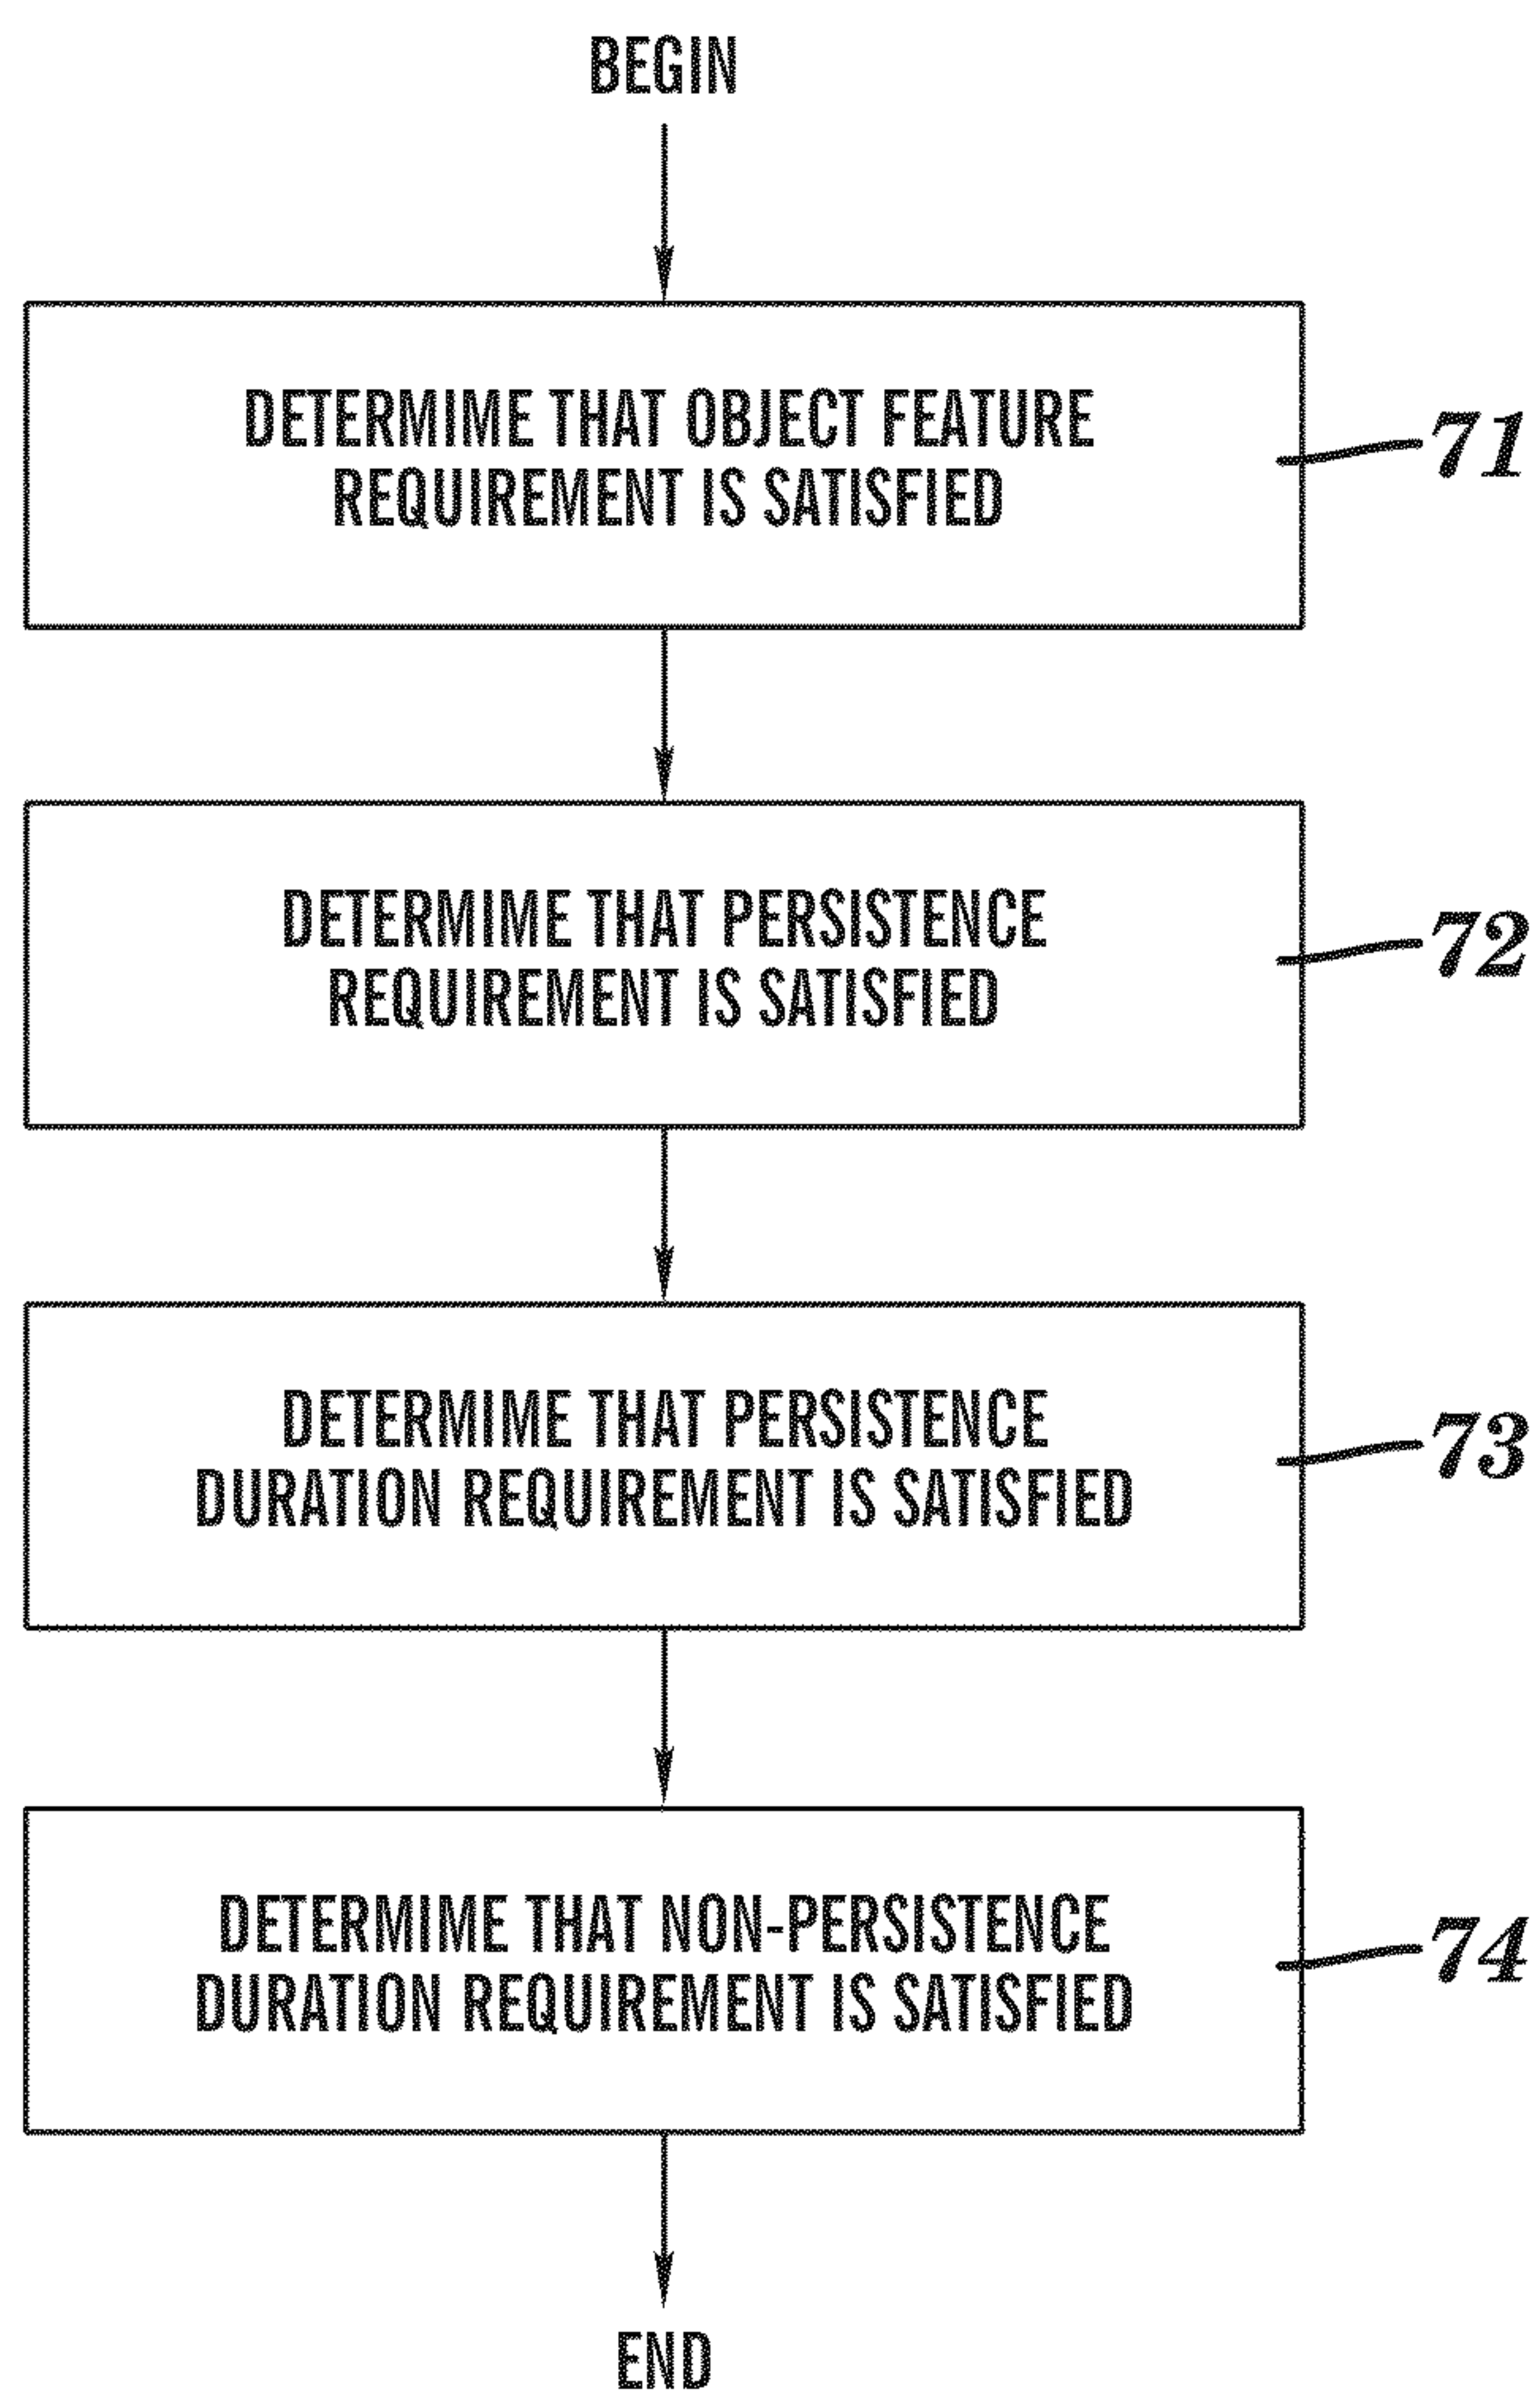 BEGIN
DETERMIME THAT OBJECT FEATURE
REQUIREMENT IS SATISFIED
71
DETERMIME THAT PERSISTENCE
REQUIREMENT IS SATISFIED
72
DETERMIME THAT PERSISTENCE
DURATION REQUIREMENT IS SATISFIED
73
DETERMIME THAT NON-PERSISTENCE
DURATION REQUIREMENT IS SATISFIED
74
END